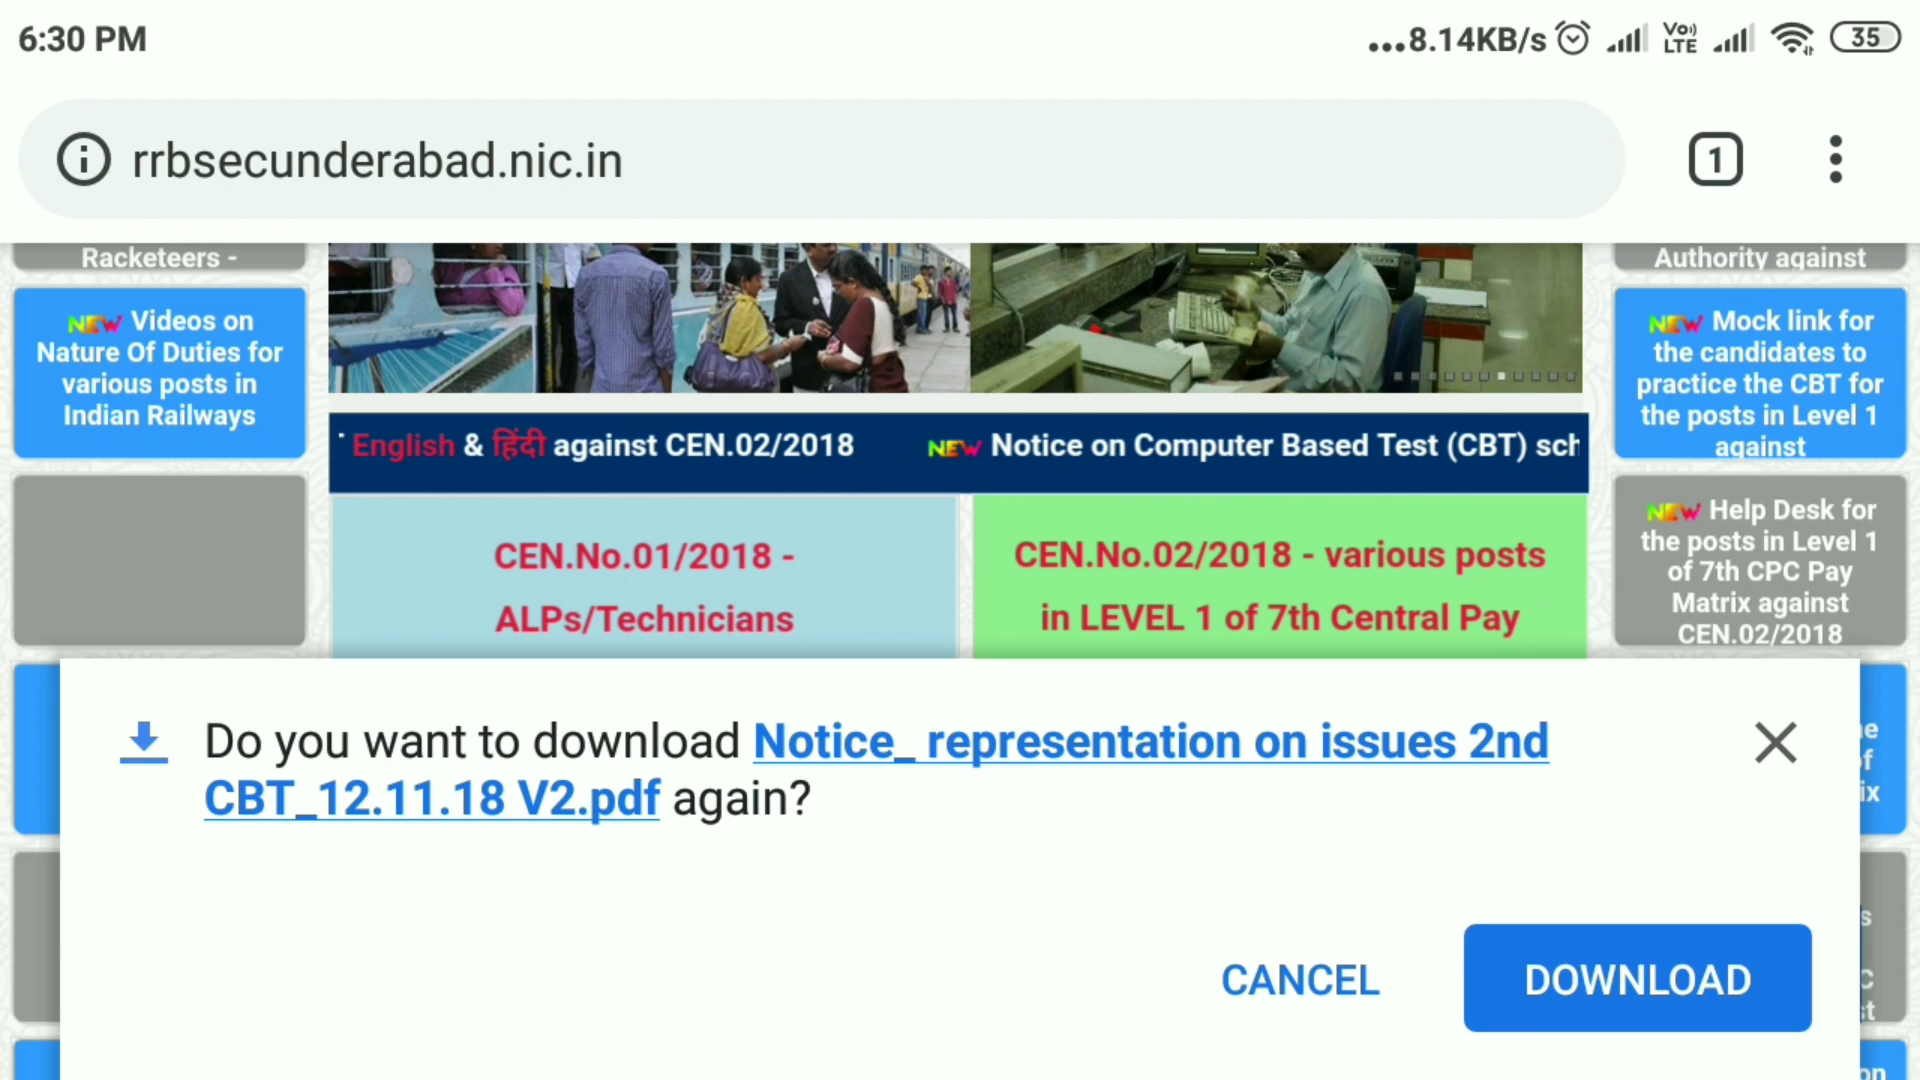 6:30 PM
...8.14KB/s
Vo))
LTE
35
rrbsecunderabad.nic.in
1
Racketeers -
NEW Videos on
Nature Of Duties for
various posts in
Indian Railways
Authority against
NEW Mock link for
the candidates to
practice the CBT for
the posts in Level 1
against
English & हिंदी against CEN.02/2018 NEW Notice on Computer Based Test (CBT) sch
CEN.No.01/2018 -
ALPs/Technicians
CEN.No.02/2018 - various posts
in LEVEL 1 of 7th Central Pay
NEW Help Desk for
the posts in Level 1
of 7th CPC Pay
Matrix against
CEN.02/2018
Do you want to download Notice_ representation on issues 2nd
CBT_12.11.18 V2.pdf again?
CANCEL
DOWNLOAD